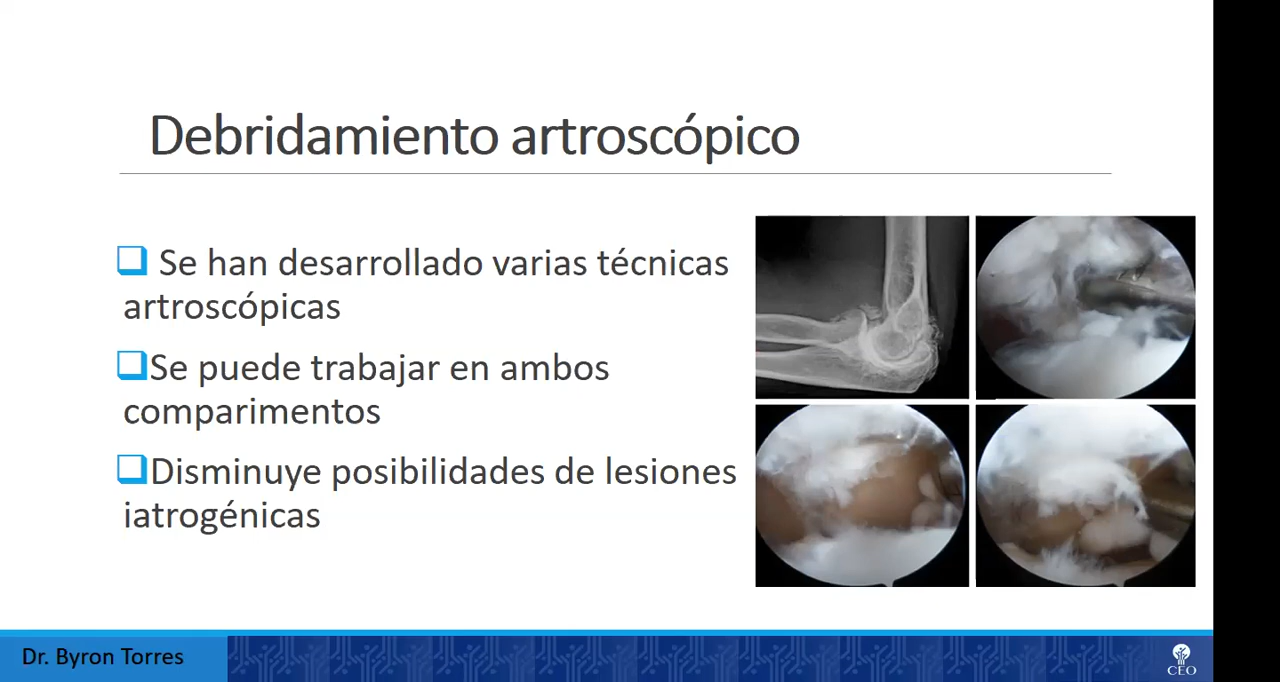 Debridamiento artroscópico
Se han desarrollado varias técnicas
artroscópicas
Se puede trabajar en ambos
comparimentos
Disminuye posibilidades de lesiones
iatrogénicas
Dr. Byron Torres
CEO